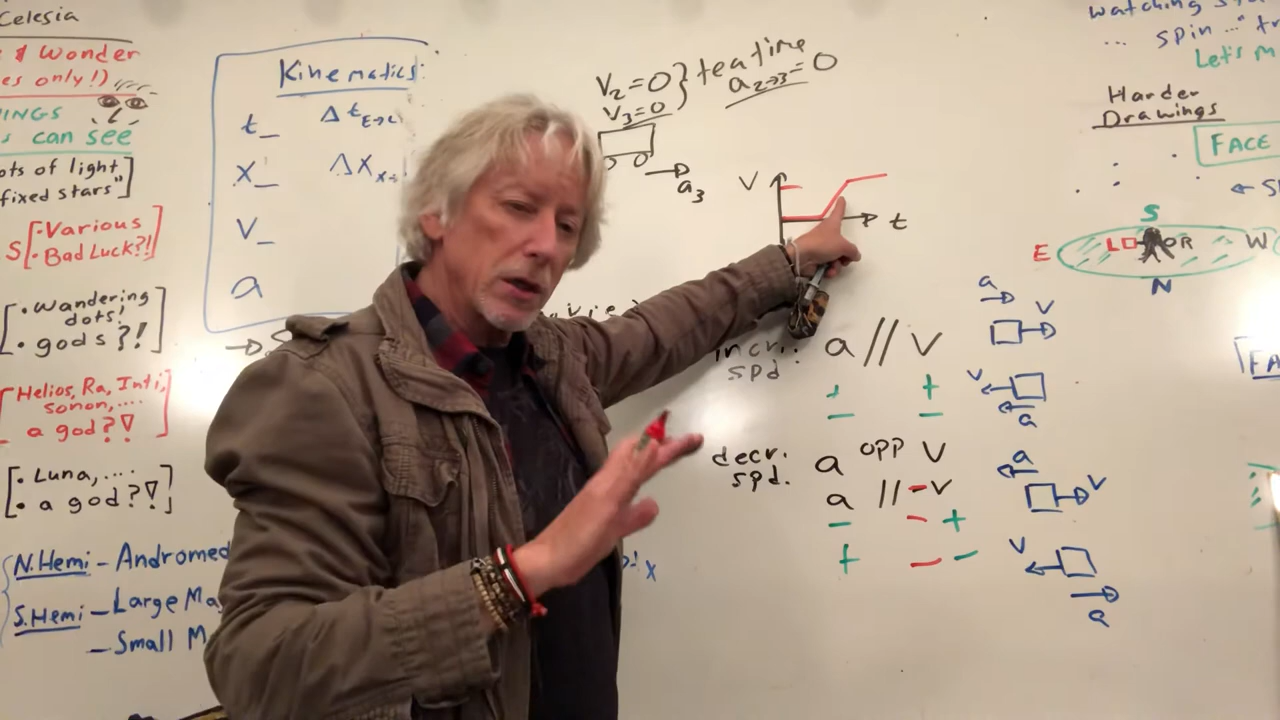 Celesia
& Wonder
es only!)
INGS
s can see
ots of light,
fixed stars"]
S[-Various
Bad Luck?!]
[• Wandering
dots;
• gods?!]
[Helios, Ra, Inti,
sonon,....
a god?!]
[• Luna,...
• a god?!]
N.Hemi - Andromed
S.Hemi - Large Ma
- Small M
Kinematics:
t_
Δt
X_
ΔX
V_
a
V₂=0 } teatime
V₃=0
a₂→₃=0
a₃
V
t
incr. a // V
spd.
+ +
- -
decr. a opp V
spd.
a // -V
- - +
+ - -
x
a
V
V
a
a
V
V
a
watching
... spin..."
Let's M
Harder
Drawings
FACE
S
E L OR W
N
FA